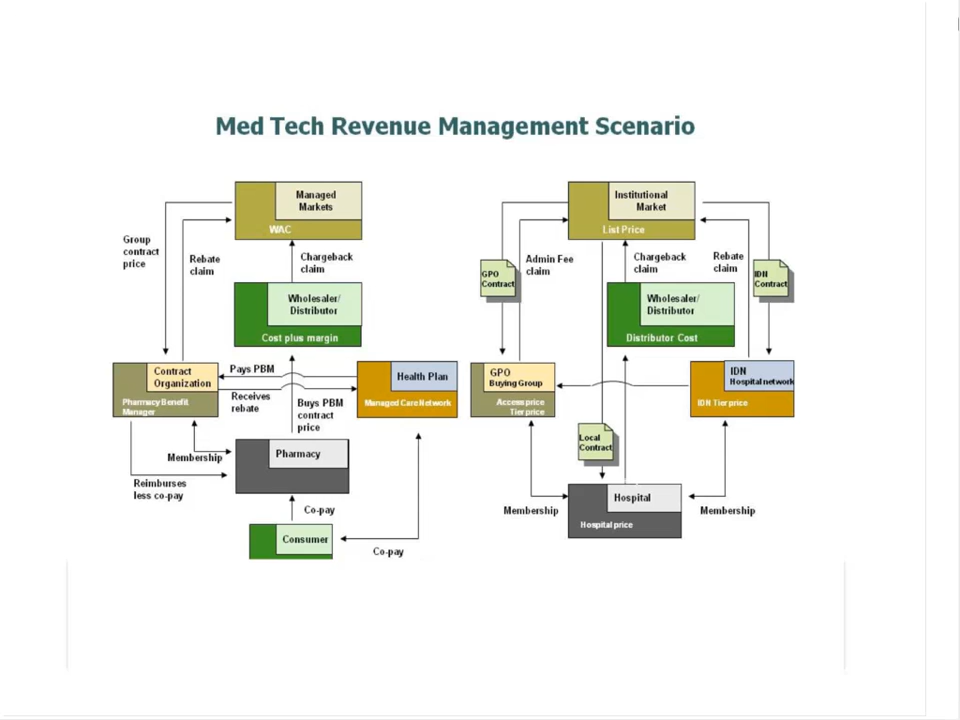 Med Tech Revenue Management Scenario
Managed
Markets
WAC
Group
contract
price
Rebate
claim
Chargeback
claim
Wholesaler/
Distributor
Cost plus margin
Contract
Organization
Pharmacy Benefit
Manager
Pays PBM
Receives
rebate
Buys PBM
contract
price
Health Plan
Managed Care Network
Membership
Reimburses
less co-pay
Pharmacy
Co-pay
Consumer
Co-pay
Institutional
Market
List Price
GPO
Contract
Admin Fee
claim
Chargeback
claim
Rebate
claim
IDN
Contract
Wholesaler/
Distributor
Distributor Cost
GPO
Buying Group
Access price
Tier price
IDN
Hospital network
IDN Tier price
Local
Contract
Membership
Hospital
Hospital price
Membership